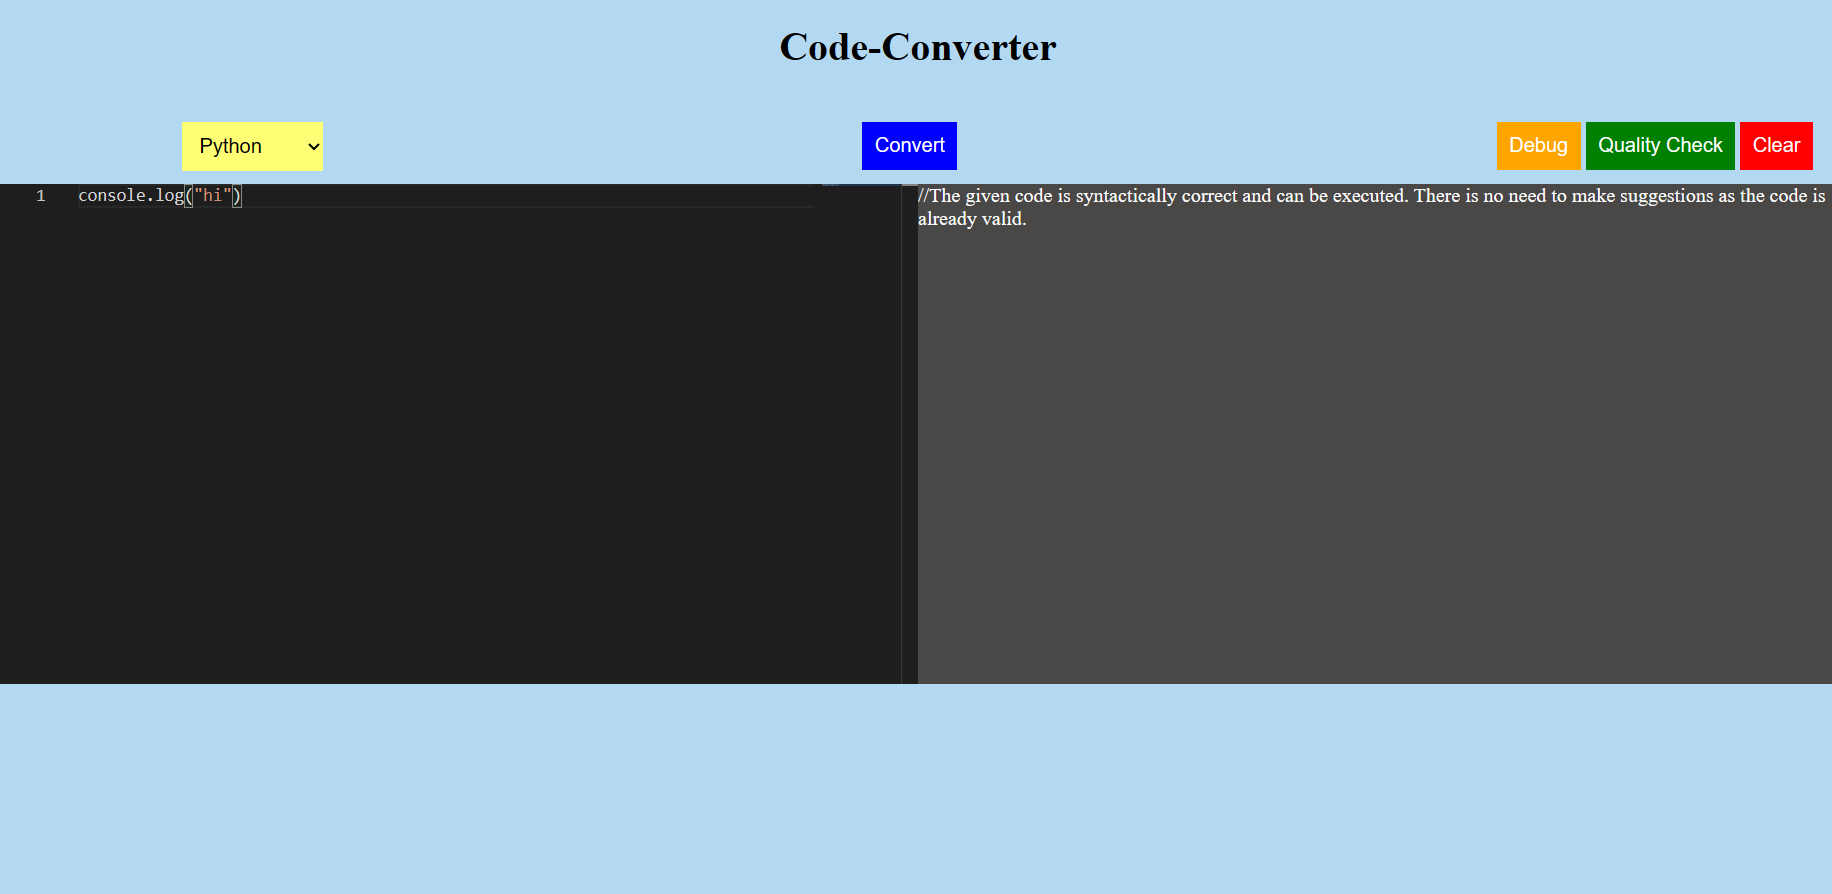 Code-Converter
Python
Convert
Debug
Quality Check
Clear
1 console.log("hi")
//The given code is syntactically correct and can be executed. There is no need to make suggestions as the code is
already valid.